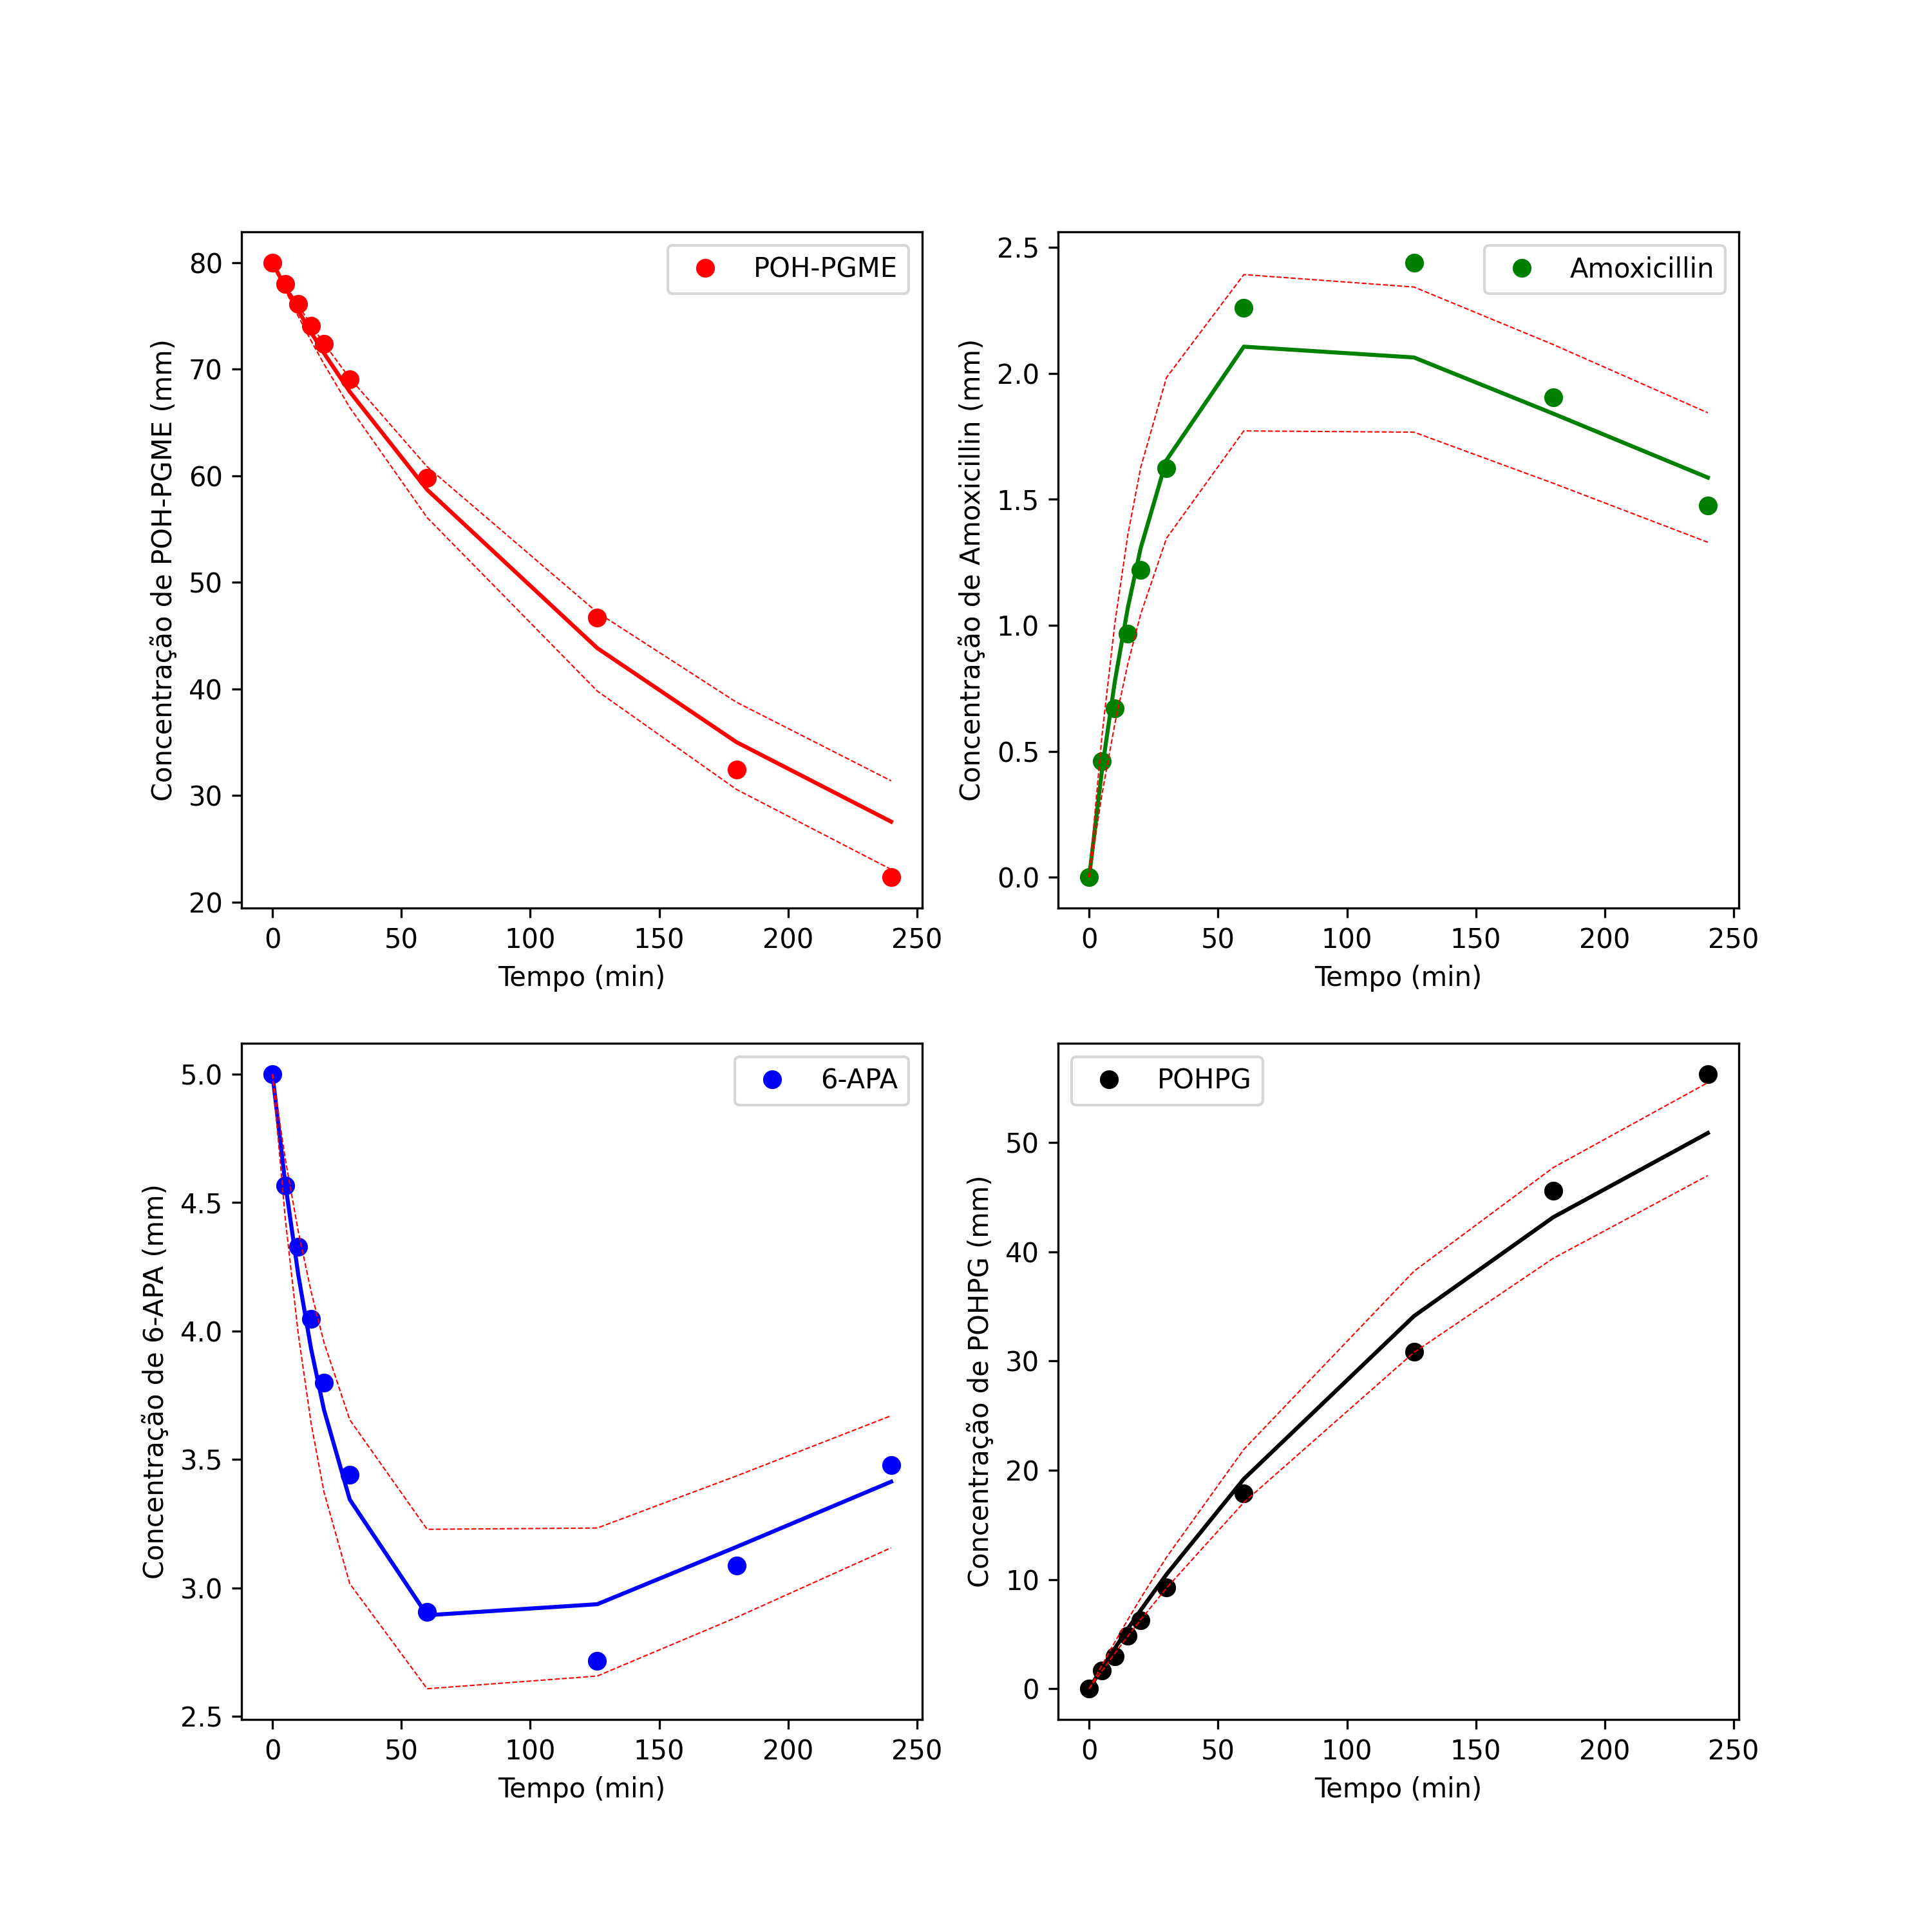 POH-PGME
80
70
60
50
40
30
20
Concentração de POH-PGME (mm)
0 50 100 150 200 250
Tempo (min)
Amoxicillin
2.5
2.0
1.5
1.0
0.5
0.0
Concentração de Amoxicillin (mm)
0 50 100 150 200 250
Tempo (min)
6-APA
5.0
4.5
4.0
3.5
3.0
2.5
Concentração de 6-APA (mm)
0 50 100 150 200 250
Tempo (min)
POHPG
50
40
30
20
10
0
Concentração de POHPG (mm)
0 50 100 150 200 250
Tempo (min)